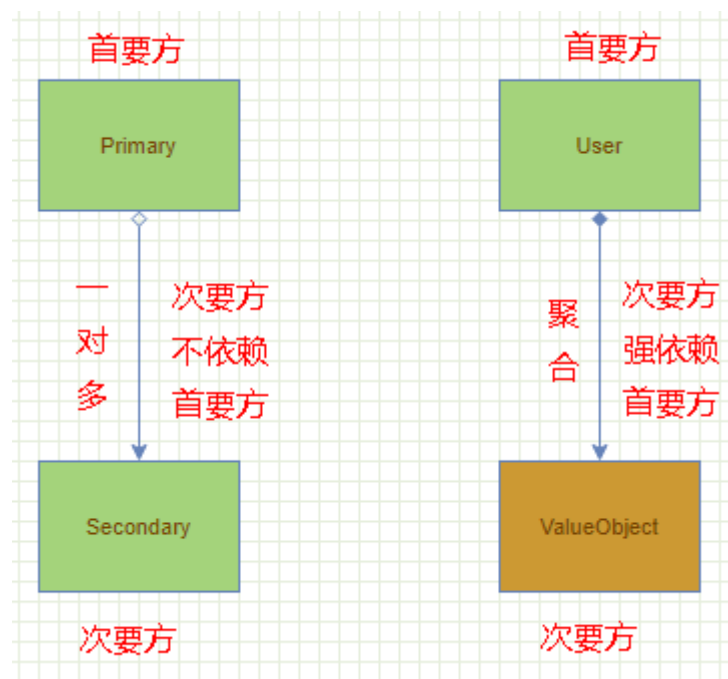 首要方
Primary
一对多
次要方
不依赖
首要方
Secondary
次要方
首要方
User
聚合
次要方
强依赖
首要方
ValueObject
次要方